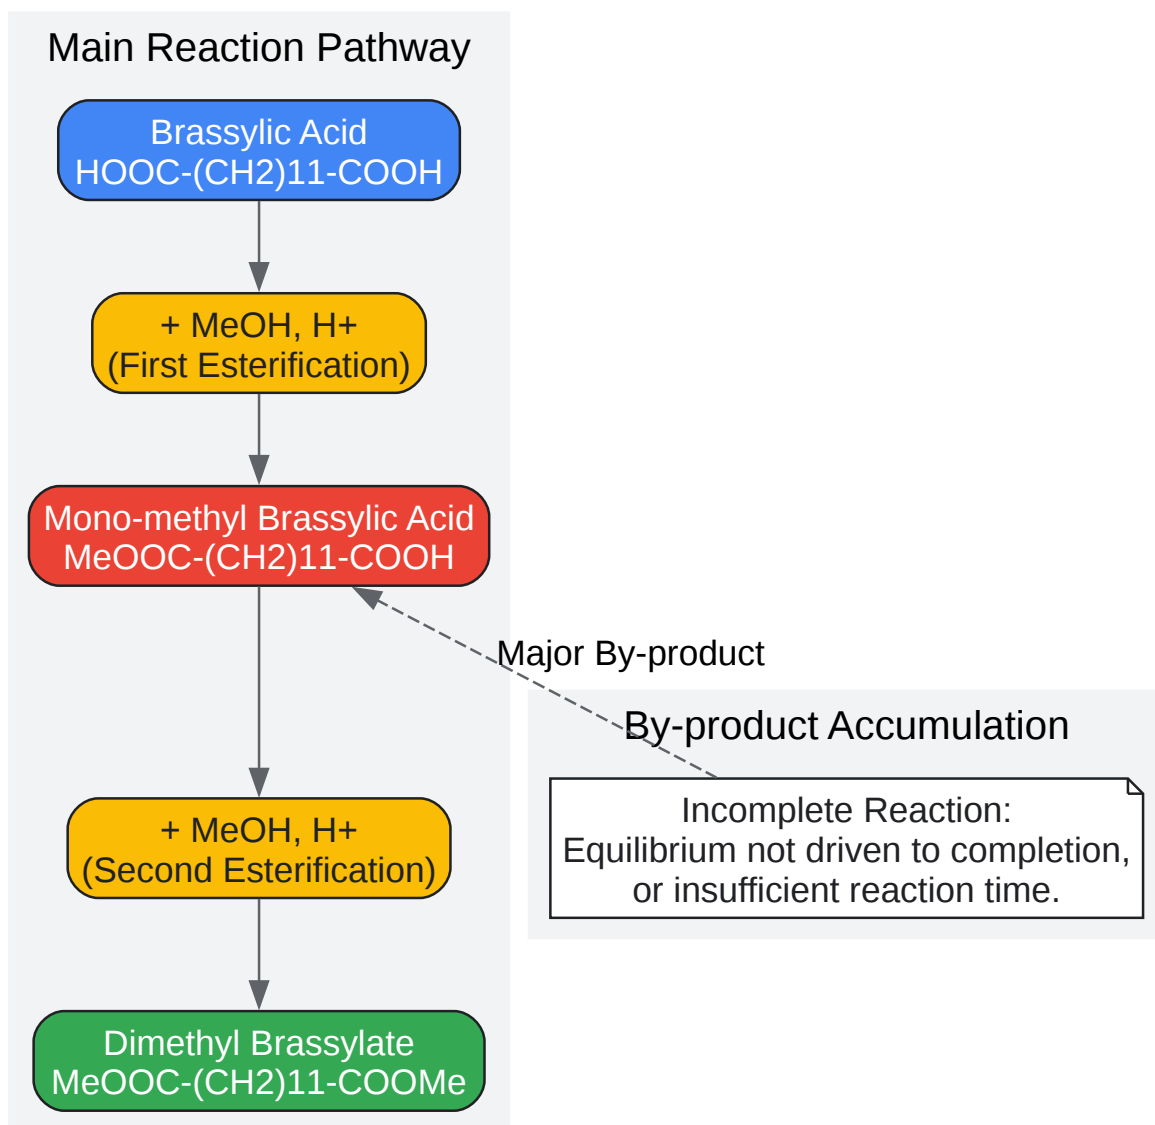 Main Reaction Pathway
Brassylic Acid
HOOC-(CH2)11-COOH
+ MeOH, H+
(First Esterification)
Mono-methyl Brassylic Acid
MeOOC-(CH2)11-COOH
Major By-product
By-product Accumulation
Incomplete Reaction:
Equilibrium not driven to completion,
or insufficient reaction time.
+ MeOH, H+
(Second Esterification)
Dimethyl Brassylate
MeOOC-(CH2)11-COOMe